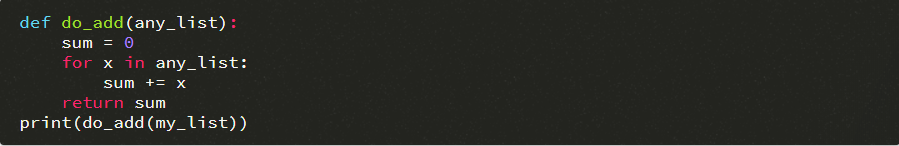 def do_add(any_list):
    sum = 0
    for x in any_list:
        sum += x
    return sum
print(do_add(my_list))